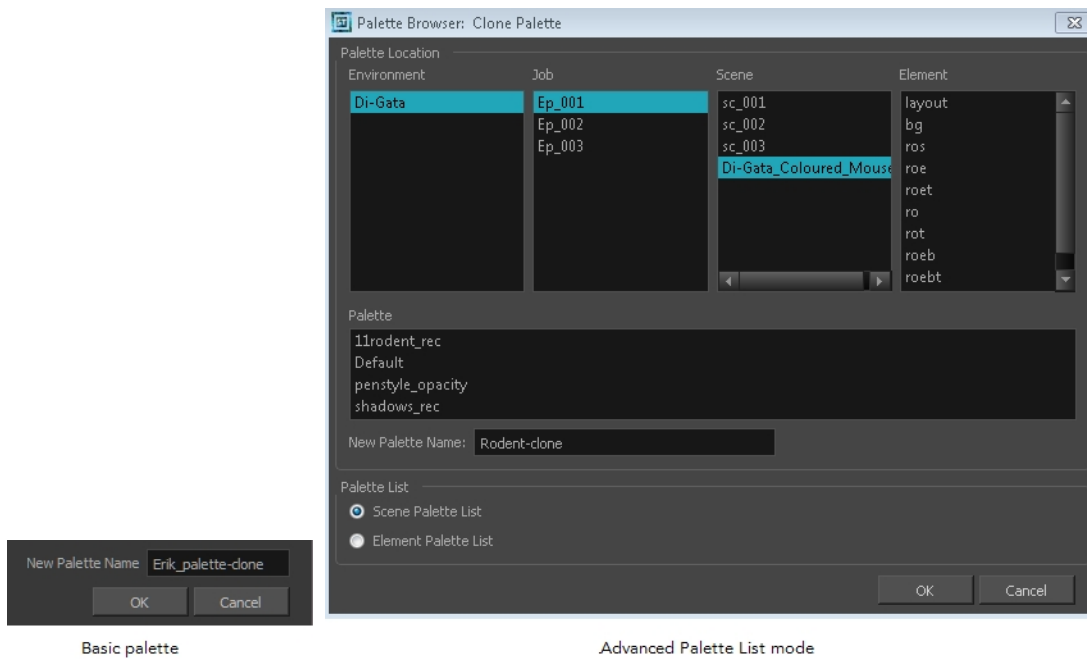 Palette Browser: Clone Palette
Palette Location
Environment Job Scene Element
Di-Gata
Ep_001
Ep_002
Ep_003
sc_001
sc_002
sc_003
Di-Gata_Coloured_Mouse
layout
bg
ros
roe
roet
ro
rot
roeb
roebt
Palette
11rodent_rec
Default
penstyle_opacity
shadows_rec
New Palette Name: Rodent-clone
Palette List
Scene Palette List
Element Palette List
OK Cancel
New Palette Name Erik_palette-clone
OK Cancel
Basic palette
Advanced Palette List mode